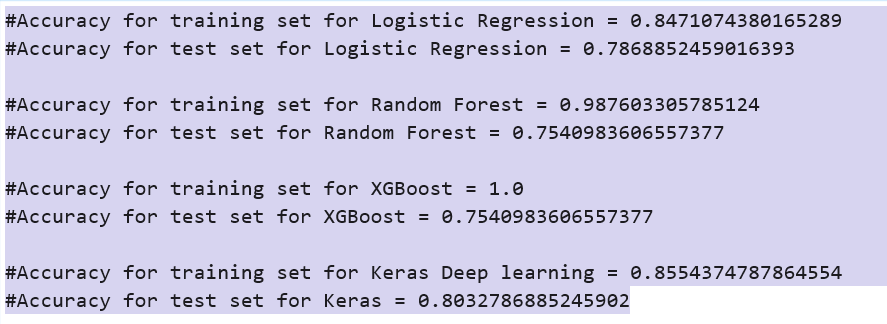 #Accuracy for training set for Logistic Regression = 0.8471074380165289
#Accuracy for test set for Logistic Regression = 0.7868852459016393
#Accuracy for training set for Random Forest = 0.987603305785124
#Accuracy for test set for Random Forest = 0.7540983606557377
#Accuracy for training set for XGBoost = 1.0
#Accuracy for test set for XGBoost = 0.7540983606557377
#Accuracy for training set for Keras Deep learning = 0.8554374787864554
#Accuracy for test set for Keras = 0.8032786885245902